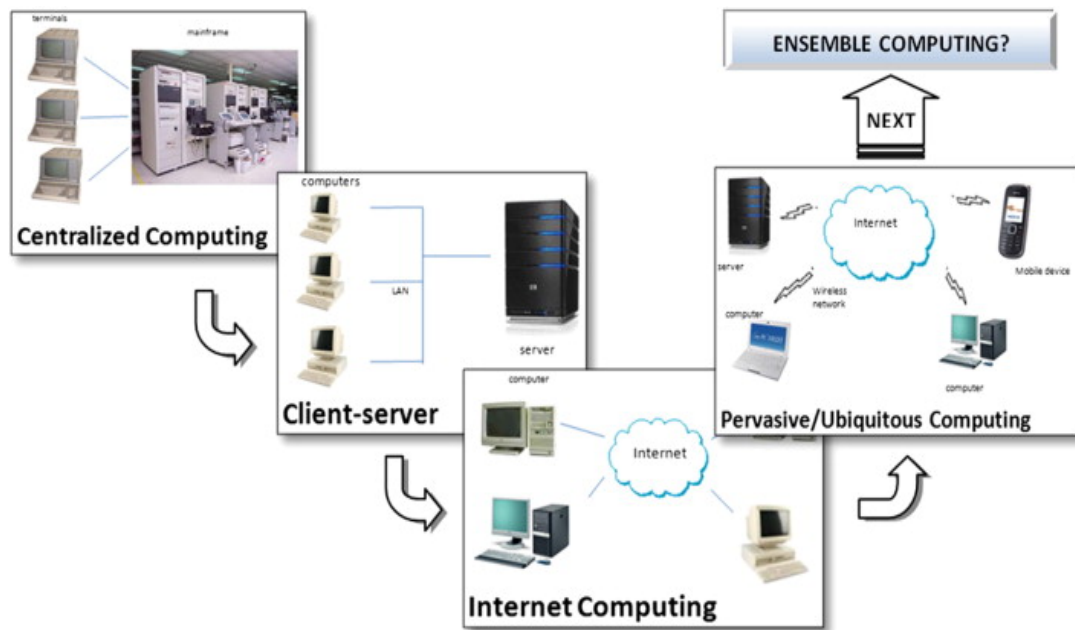 terminals
mainframe
Centralized Computing
computers
LAN
server
Client-server
computer
Internet
Internet Computing
server
Internet
Mobile device
Wireless
network
computer
computer
Pervasive/Ubiquitous Computing
NEXT
ENSEMBLE COMPUTING?